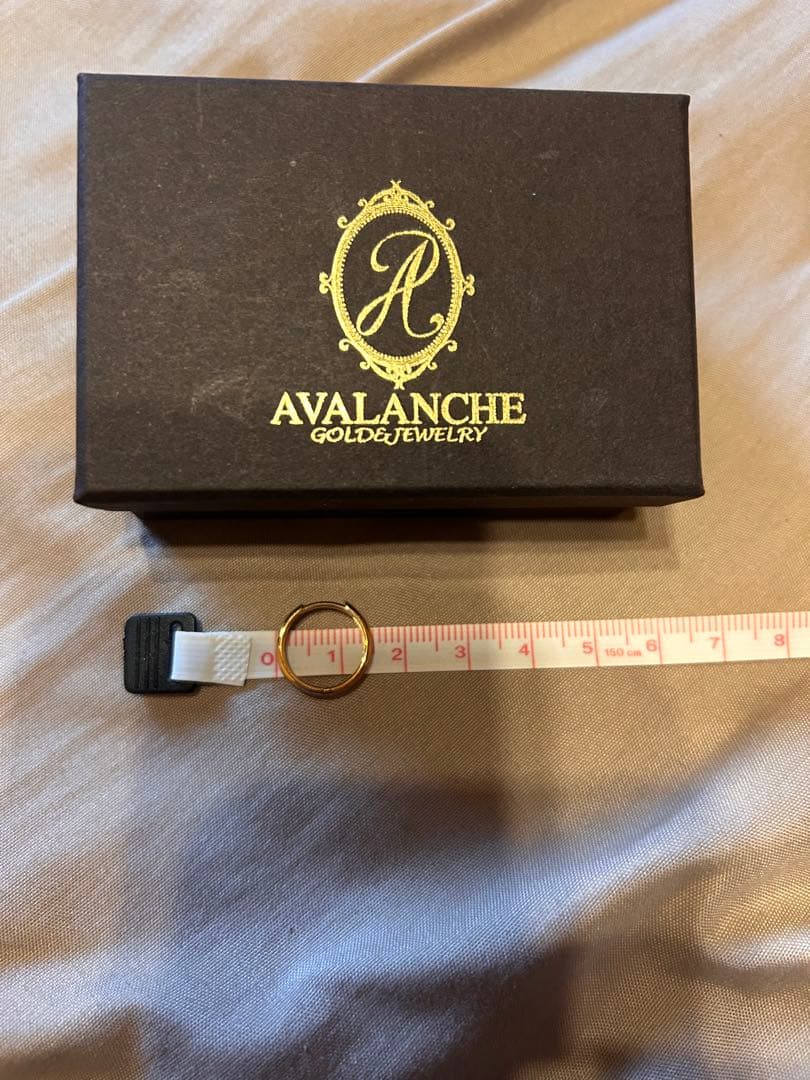 A
AVALANCHE
GOLD&JEWELRY
0 1 2 3 4 5 150 cm 6 7 8